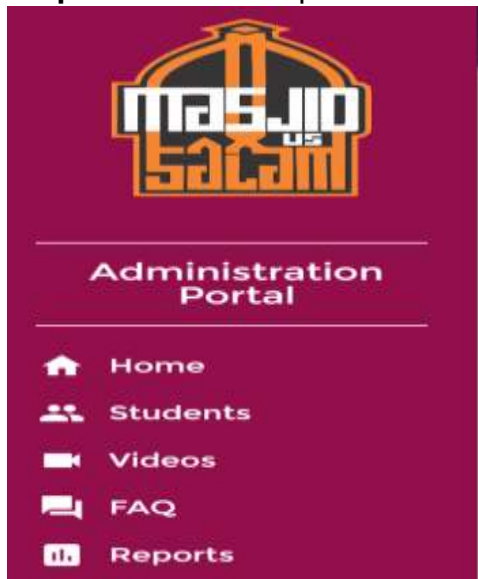 MASJID
US
SALAM
Administration
Portal
Home
Students
Videos
FAQ
Reports